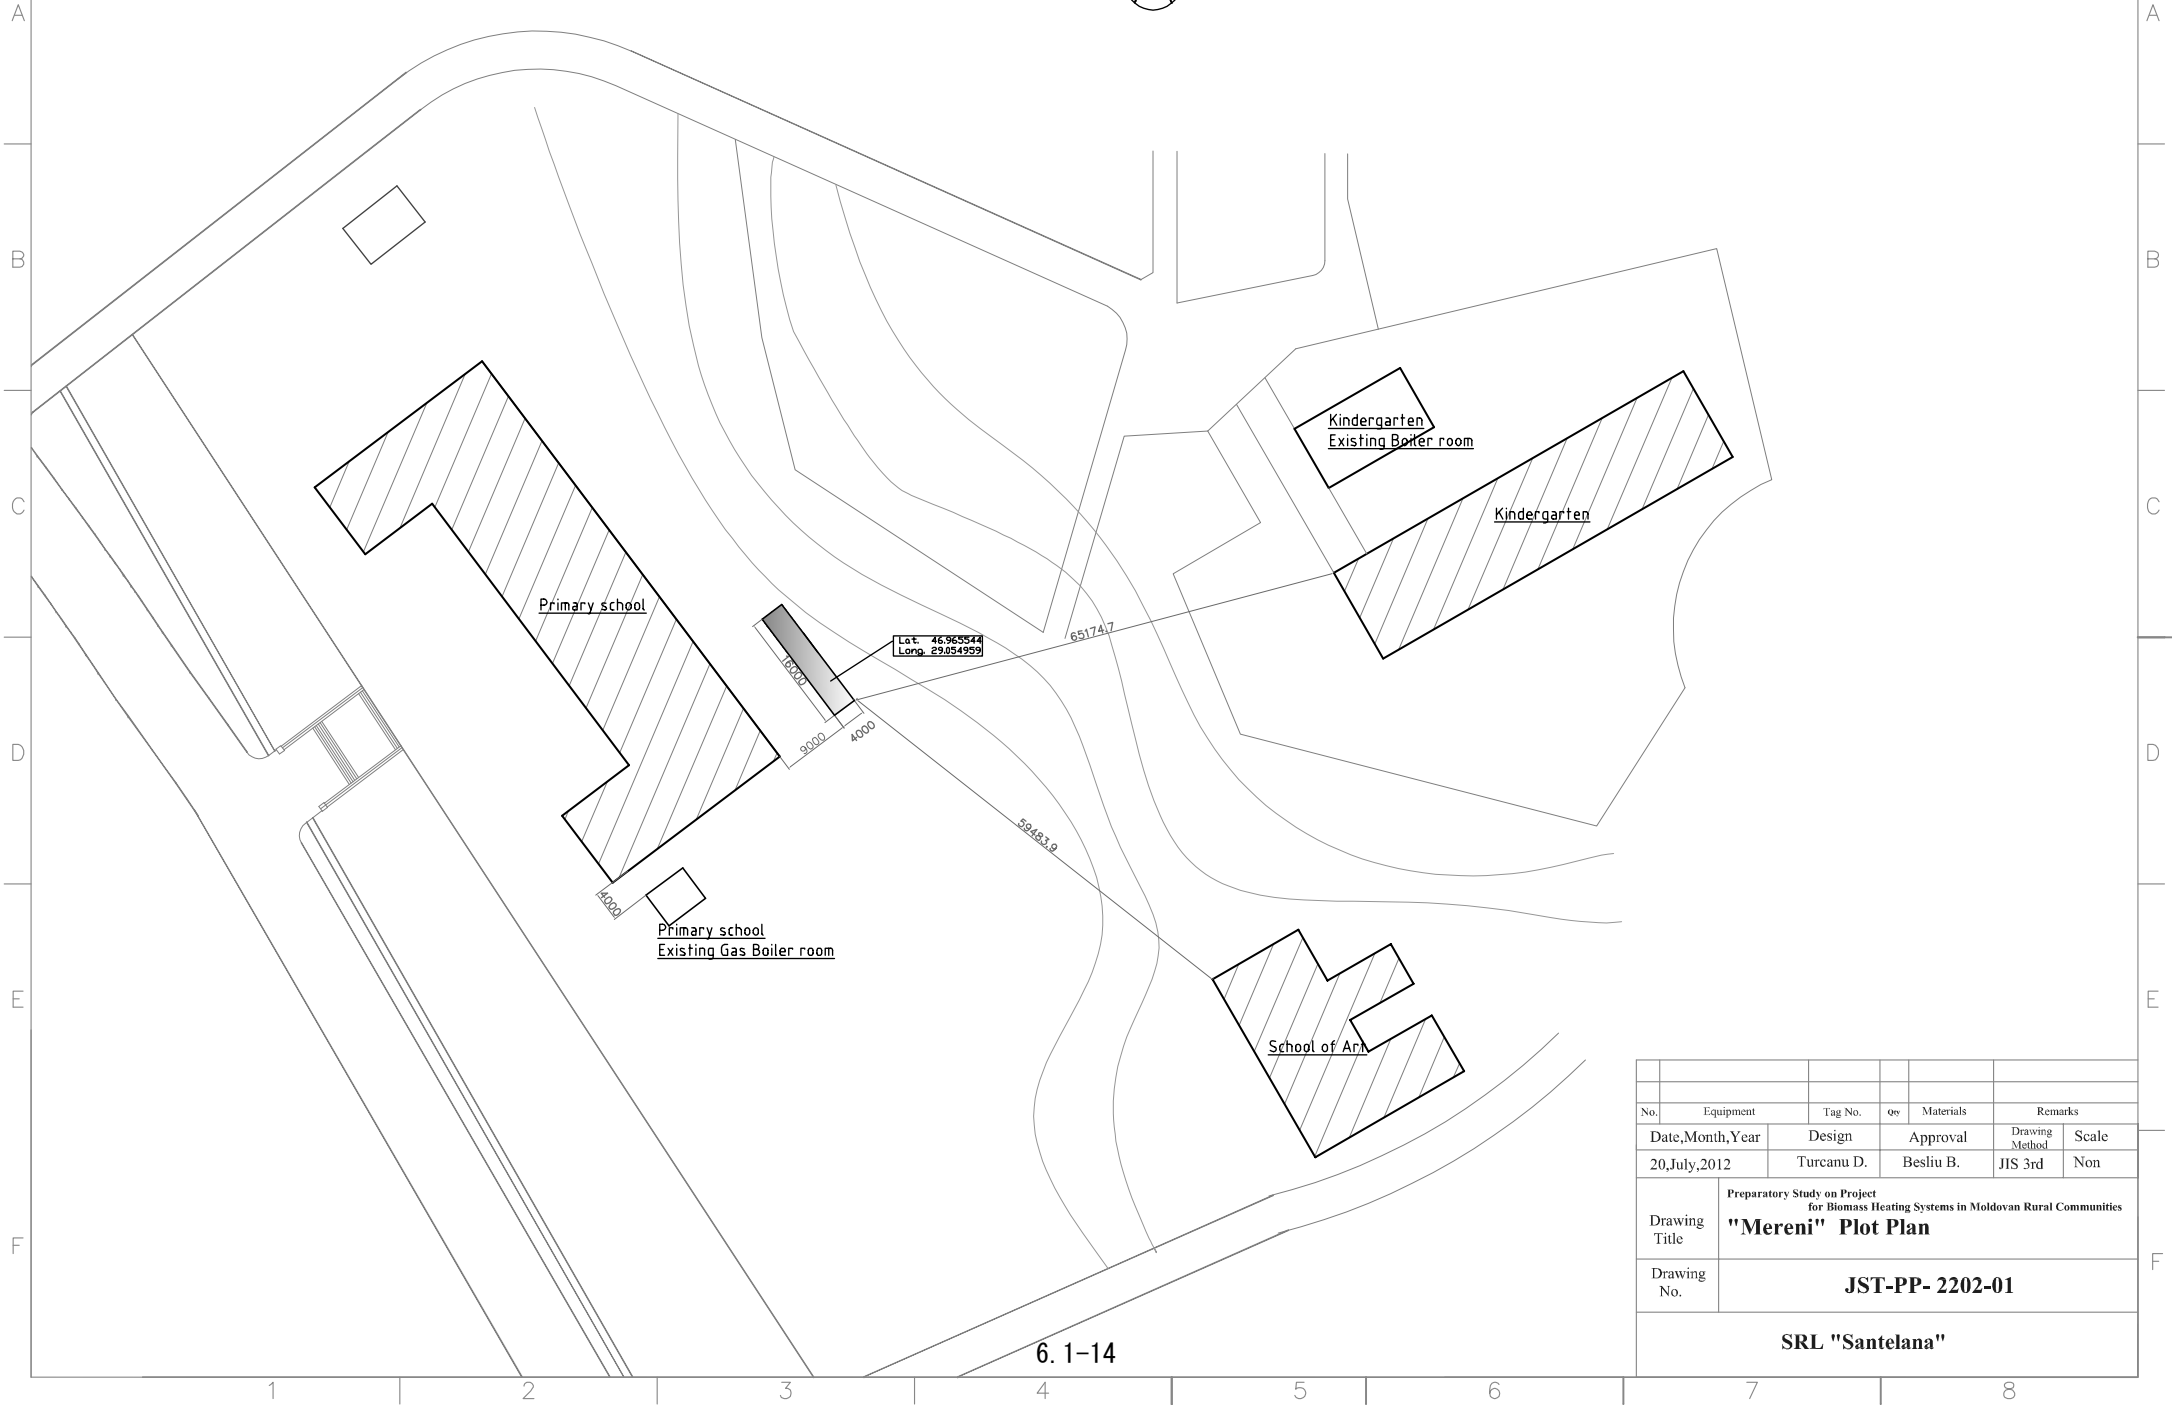 A
A
B
B
Kindergarten
Existing Boiler room
C
C
Kindergarten
Primary school
Lat. 46.965544
Long. 29.054959
65174.7
16000
9000
4000
D
D
59483.9
4000
Primary school
Existing Gas Boiler room
E
E
School of Art
No. Equipment Tag No. Qty Materials Remarks
Date,Month,Year Design Approval Drawing Method Scale
20,July,2012 Turcanu D. Besliu B. JIS 3rd Non
Preparatory Study on Project
for Biomass Heating Systems in Moldovan Rural Communities
Drawing Title "Mereni" Plot Plan
F
F
Drawing No. JST-PP- 2202-01
SRL "Santelana"
6. 1-14
1 2 3 4 5 6 7 8